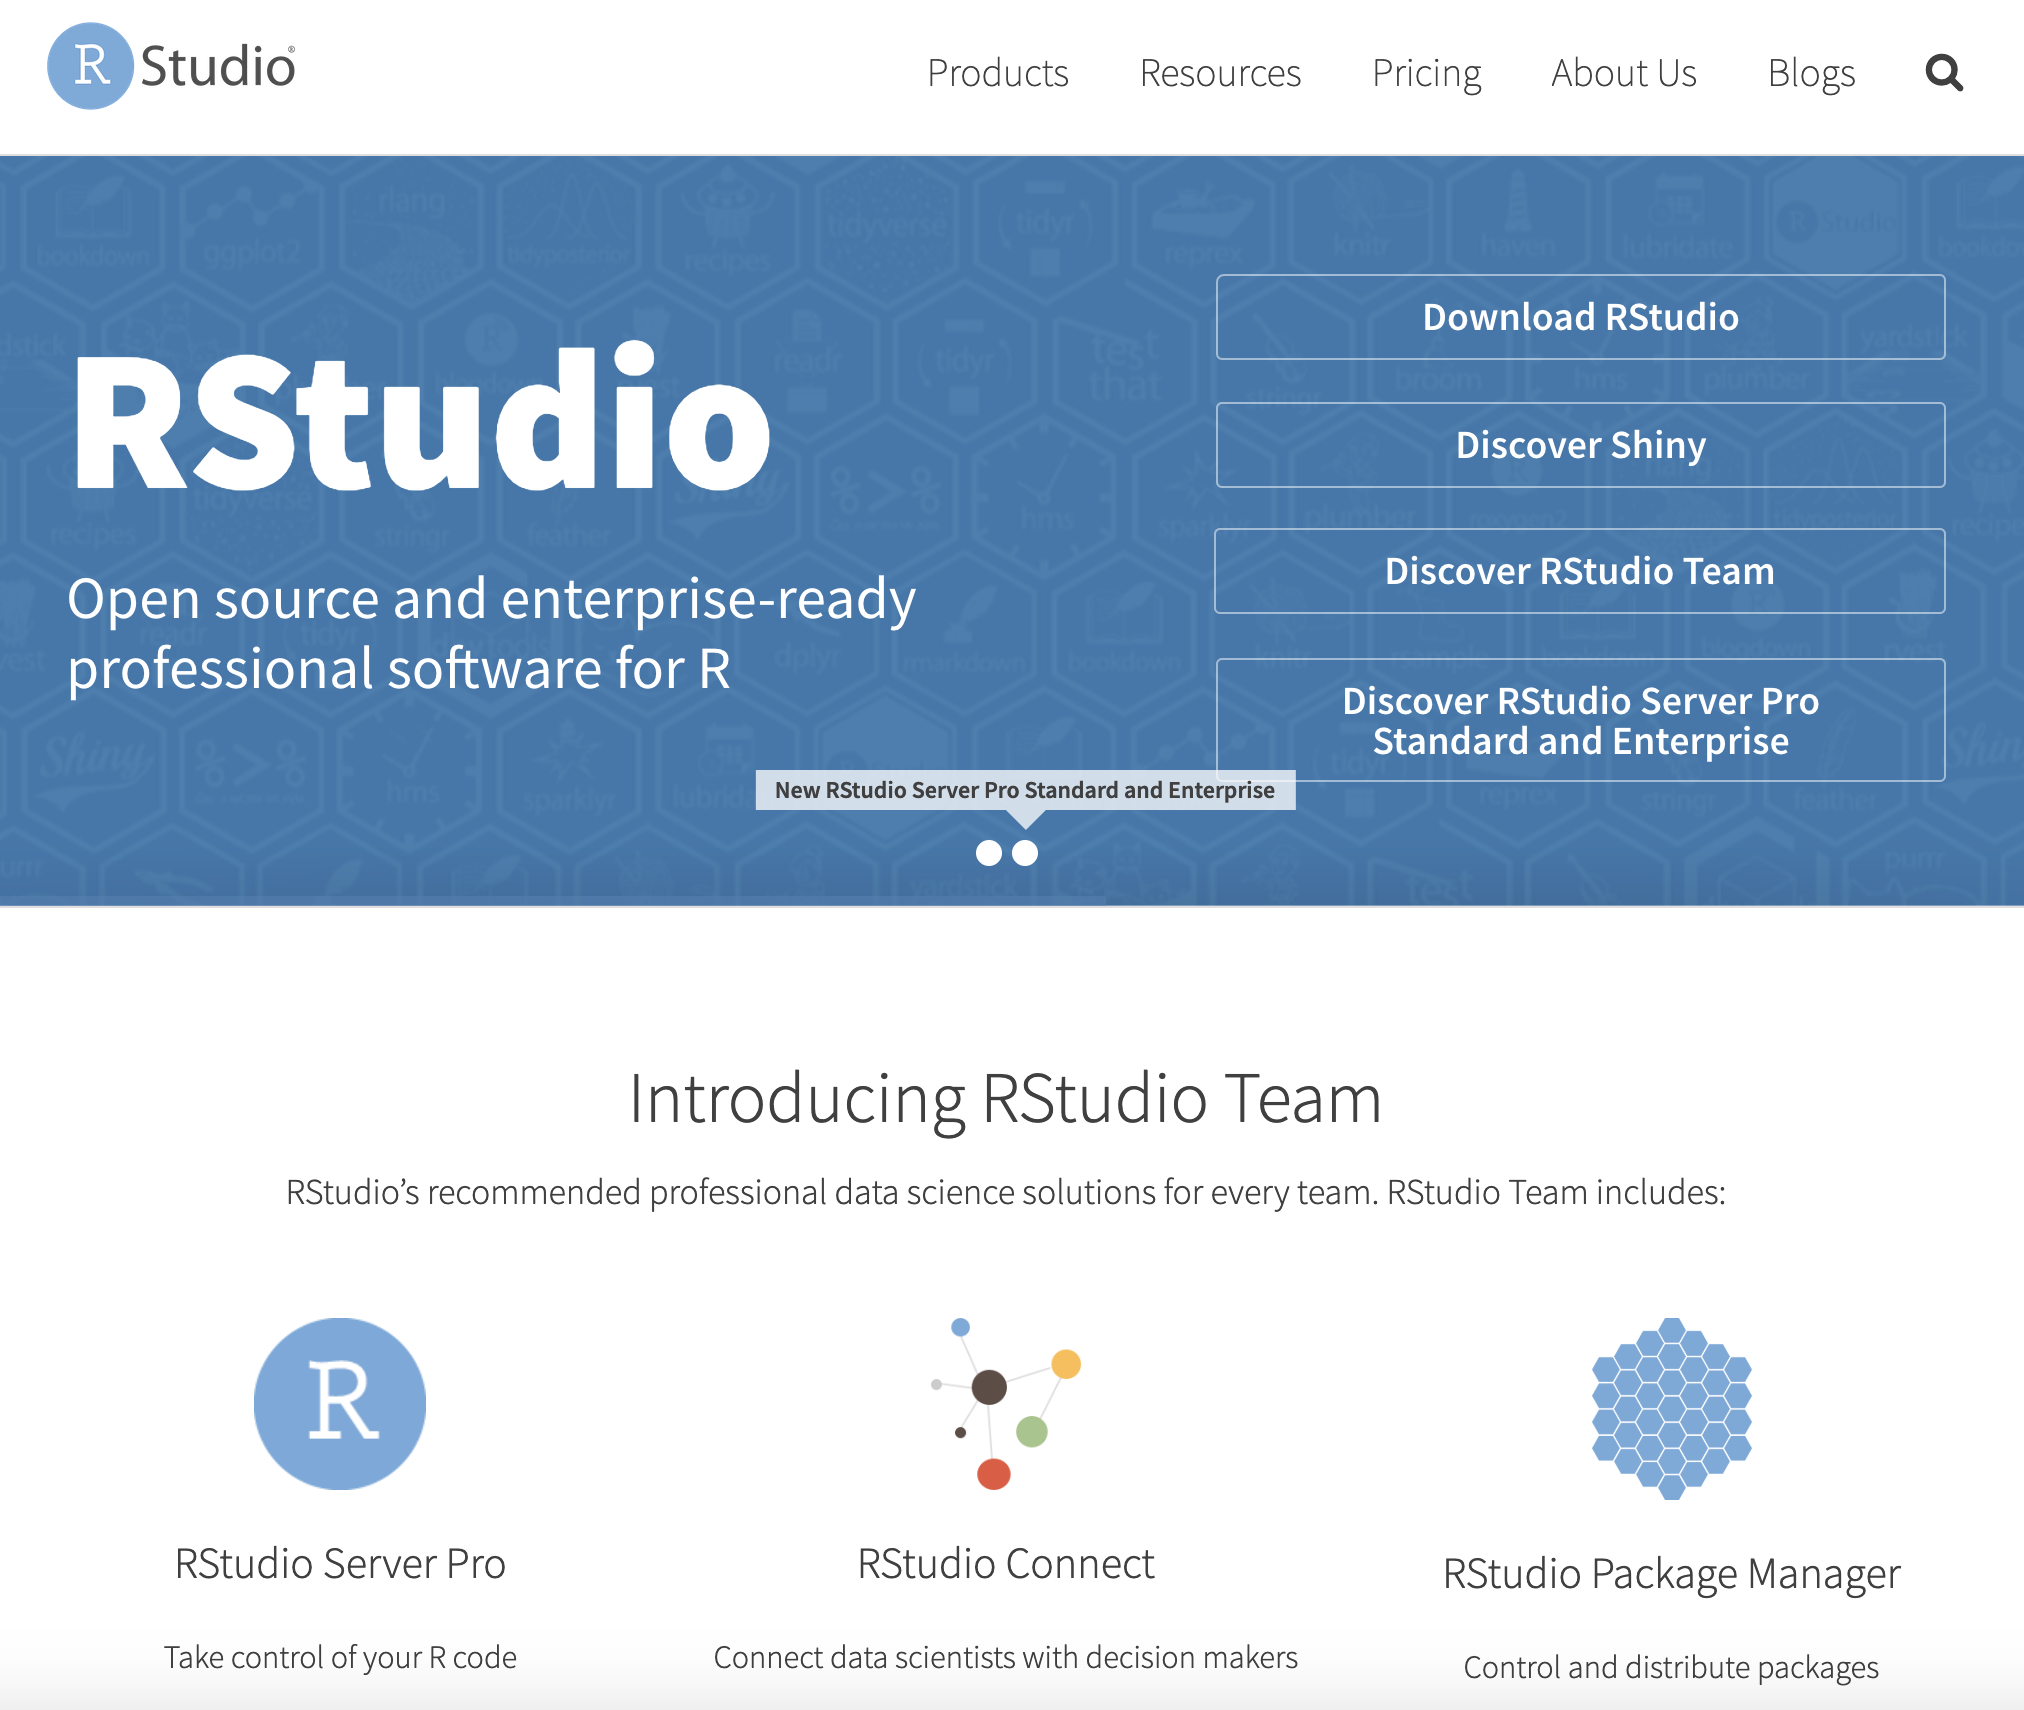 R Studio®
Products Resources Pricing About Us Blogs
RStudio
Open source and enterprise-ready
professional software for R
Download RStudio
Discover Shiny
Discover RStudio Team
Discover RStudio Server Pro
Standard and Enterprise
New RStudio Server Pro Standard and Enterprise
Introducing RStudio Team
RStudio’s recommended professional data science solutions for every team. RStudio Team includes:
R
RStudio Server Pro
Take control of your R code
RStudio Connect
Connect data scientists with decision makers
RStudio Package Manager
Control and distribute packages